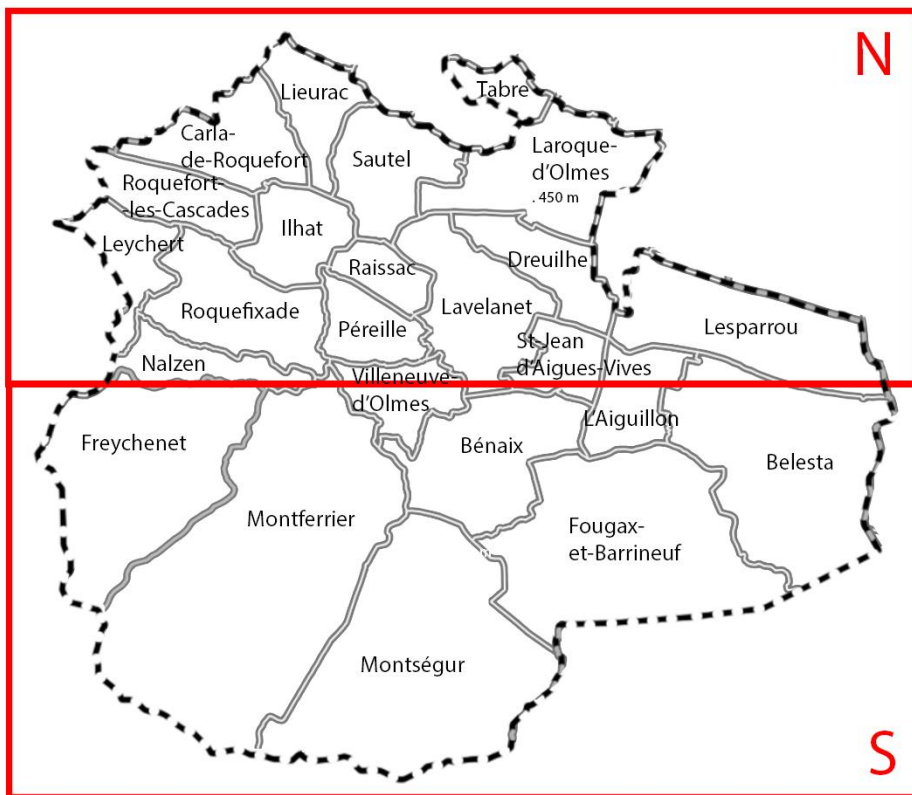 N
Tabre
Lieurac
Carla-
de-Roquefort
Sautel
Laroque-
d'Olmes
. 450 m
Roquefort-
-les-Cascades
Ilhat
Leychert
Raissac
Dreuilhe
Roquefixade
Lavelanet
Péreille
Lesparrou
St-Jean
d'Aigues-Vives
Nalzen
Villeneuve-
d'Olmes
L'Aiguillon
Freychenet
Bénaix
Belesta
Montferrier
Fougax-
et-Barrineuf
m
Montségur
S